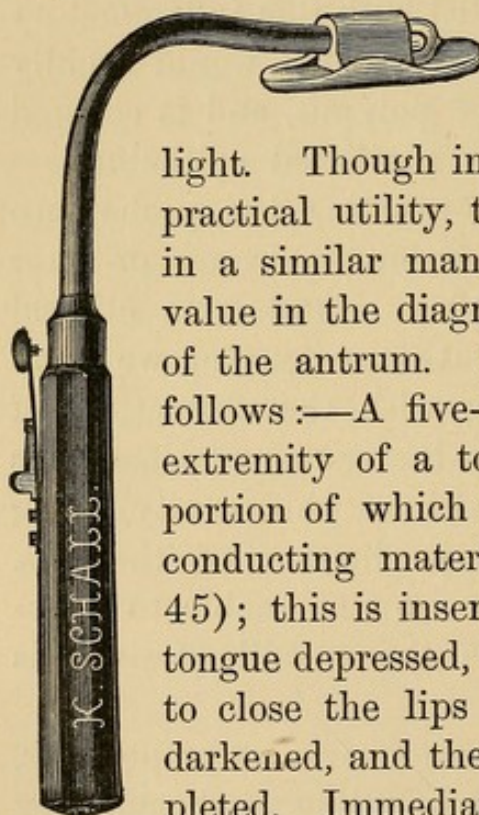 K. SCHALL.
light. Though in
practical utility, t
in a similar man
value in the diagn
of the antrum.
follows :—A five-
extremity of a to
portion of which
conducting mater
45); this is inser
tongue depressed,
to close the lips
darkened, and the
pleted. Immedia